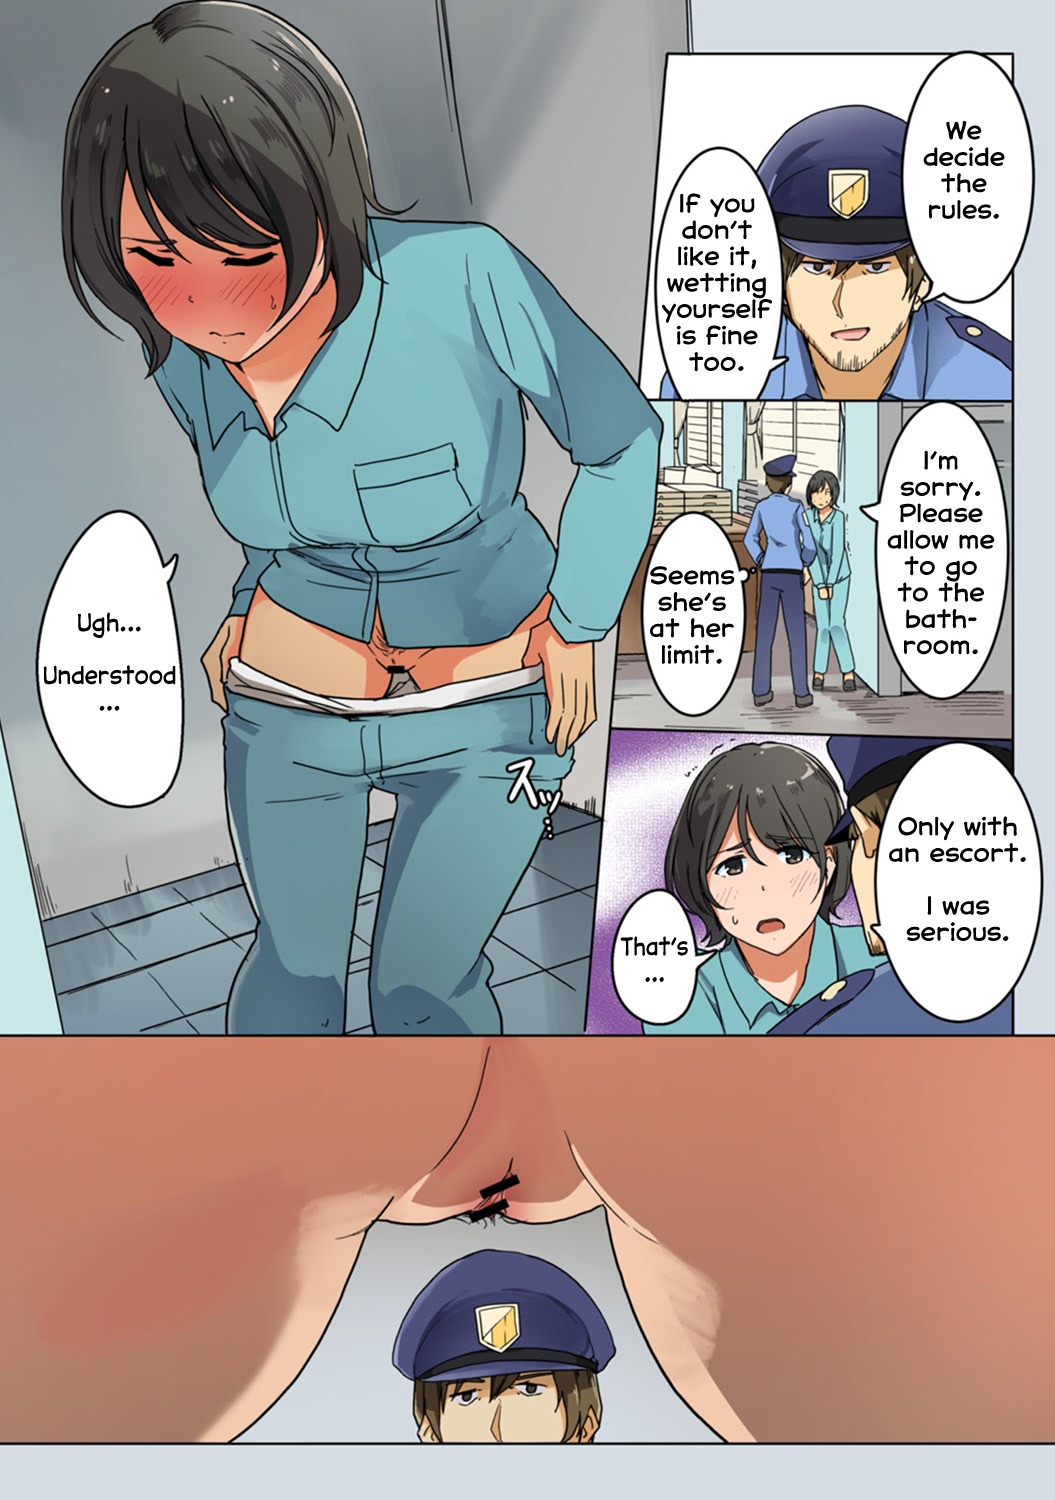 We
decide
the
rules.
If you
don't
like it,
wetting
yourself
is fine
too.
I'm
sorry.
Please
allow me
to go
to the
bath-
room.
Seems
she's
at her
limit.
Only with
an escort.
I was
serious.
That's
...
Ugh...
Understood
...
スッ…